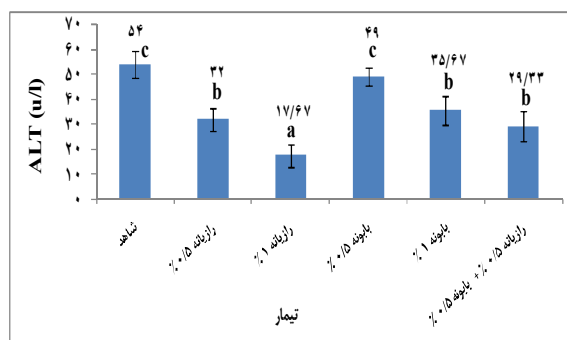 ALT (u/l)
۷۰
۶۰
۵۰
۴۰
۳۰
۲۰
۱۰
۰
۵۴
c
۳۲
b
۱۷/۶۷
a
۴۹
c
۳۵/۶۷
b
۲۹/۳۳
b
شاهد
رازیانه ۰/۵٪
رازیانه ۱٪
بابونه ۰/۵٪
بابونه ۱٪
رازیانه ۰/۵٪ + بابونه ۰/۵٪
تیمار